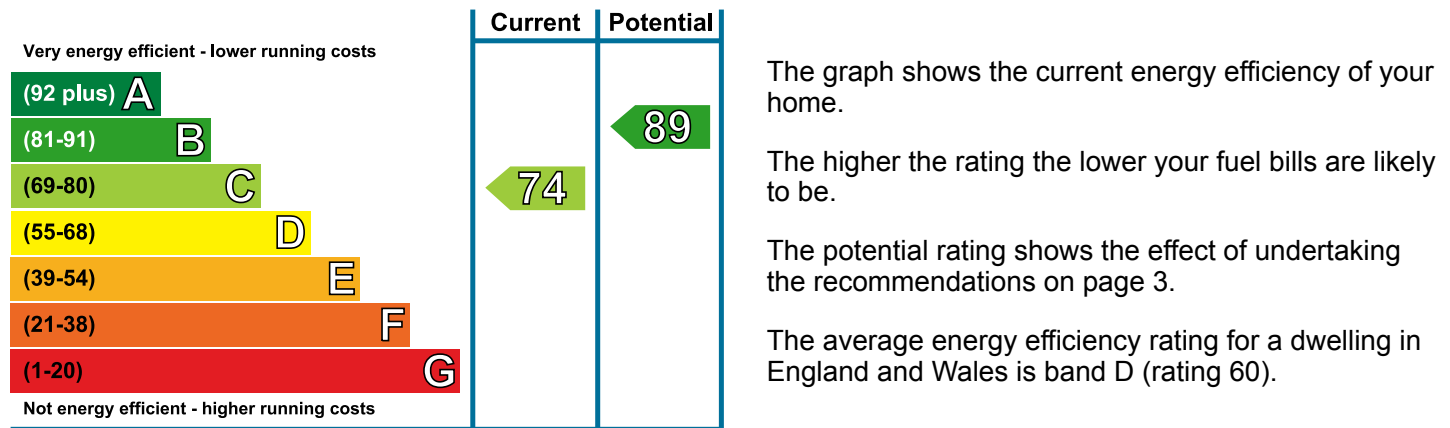 Current Potential
Very energy efficient - lower running costs
(92 plus) A
(81-91) B
(69-80) C
(55-68) D
(39-54) E
(21-38) F
(1-20) G
Not energy efficient - higher running costs
74
89
The graph shows the current energy efficiency of your
home.
The higher the rating the lower your fuel bills are likely
to be.
The potential rating shows the effect of undertaking
the recommendations on page 3.
The average energy efficiency rating for a dwelling in
England and Wales is band D (rating 60).